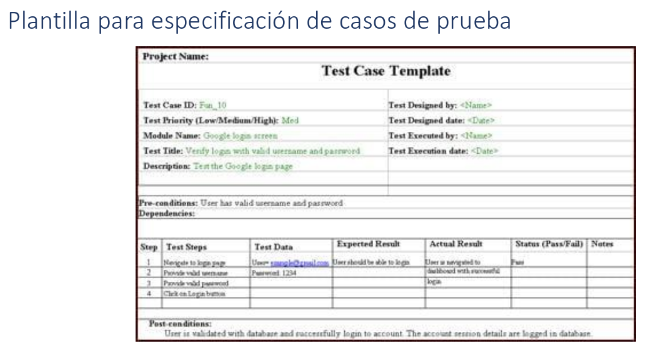 Plantilla para especificación de casos de prueba
Project Name:
Test Case Template
Test Case ID: Fun_10
Test Designed by: <Name>
Test Priority (Low/Medium/High): Med
Test Designed date: <Date>
Module Name: Google login screen
Test Executed by: <Name>
Test Title: Verify login with valid username and password
Test Execution date: <Date>
Description: Test the Google login page
Pre-conditions: User has valid username and password
Dependencies:
Step Test Steps Test Data Expected Result Actual Result Status (Pass/Fail) Notes
1 Navigate to login page User= example@gmail.com User should be able to login User is navigated to Pass
2 Provide valid username Password: 1234 dashboard with successful
3 Provide valid password login
4 Click on Login button
Post-conditions:
User is validated with database and successfully login to account. The account session details are logged in database.